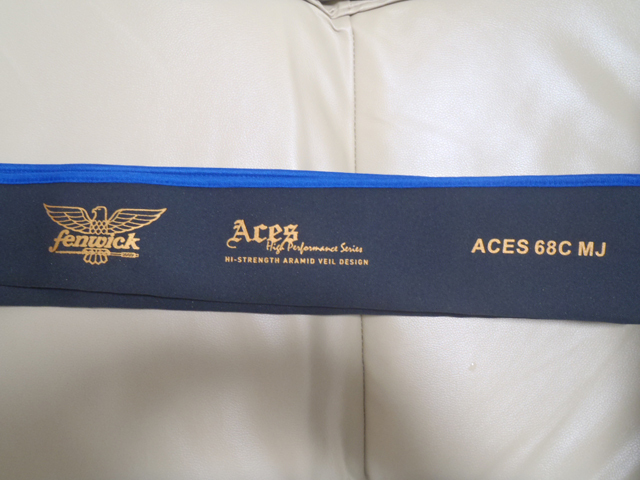 fenwick
Aces
High Performance Series
HI-STRENGTH ARAMID VEIL DESIGN
ACES 68C MJ